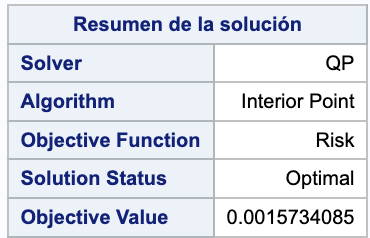 Resumen de la solución
Solver QP
Algorithm Interior Point
Objective Function Risk
Solution Status Optimal
Objective Value 0.0015734085